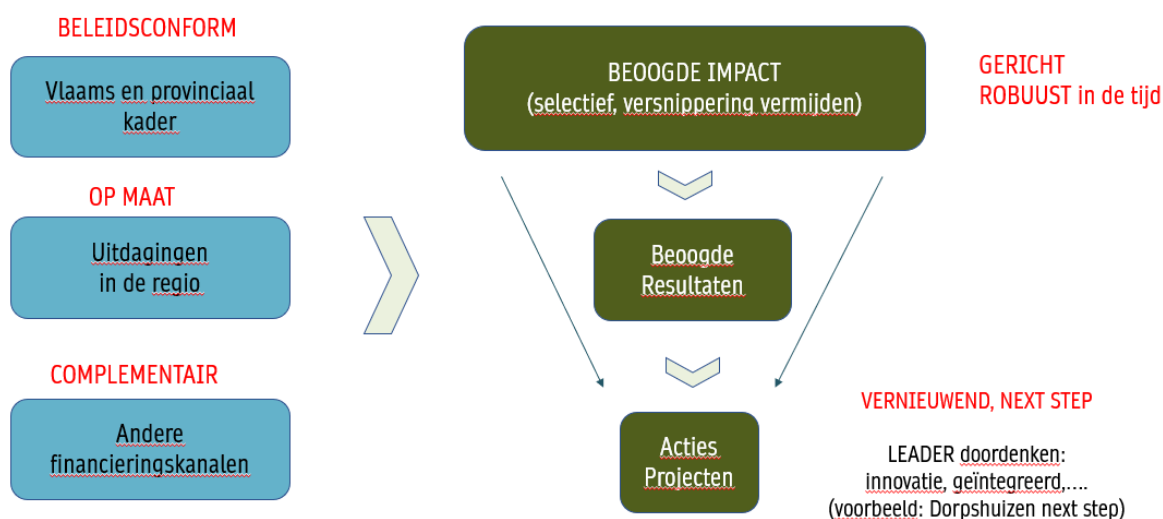 BELEIDSCONFORM
Vlaams en provinciaal
kader
OP MAAT
Uitdagingen
in de regio
COMPLEMENTAIR
Andere
financieringskanalen
BEOOGDE IMPACT
(selectief, versnippering vermijden)
GERICHT
ROBUUST in de tijd
Beoogde
Resultaten
Acties
Projecten
VERNIEUWEND, NEXT STEP
LEADER doordenken:
innovatie, geïntegreerd,....
(voorbeeld: Dorpshuizen next step)